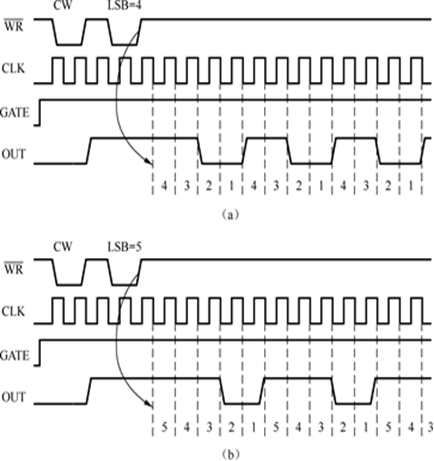 CW LSB=4
WR
CLK
GATE
OUT
4 3 2 1 4 3 2 1 4 3 2 1
(a)
CW LSB=5
WR
CLK
GATE
OUT
5 4 3 2 1 5 4 3 2 1 5 4 3
(b)